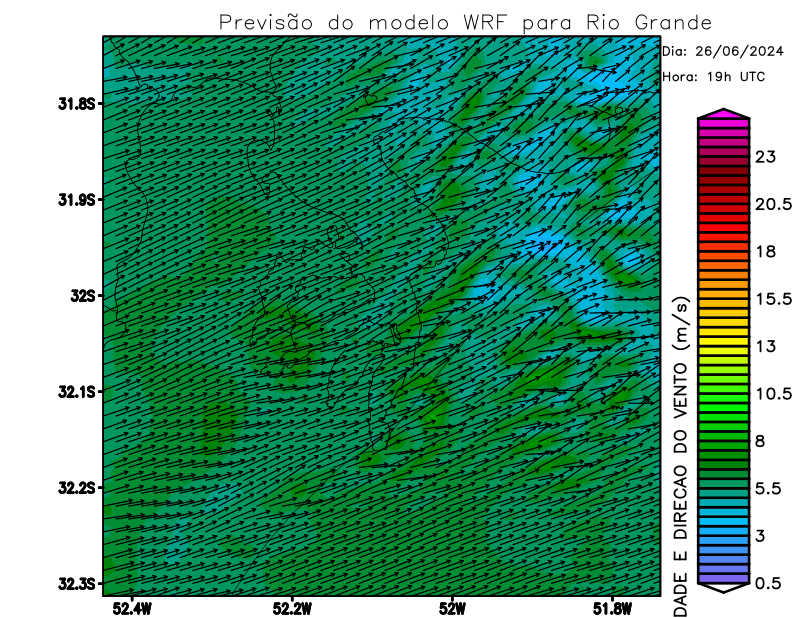 Previsão do modelo WRF para Rio Grande
Dia: 26/06/2024
Hora: 19h UTC
31.8S
31.9S
32S
32.1S
32.2S
32.3S
52.4W
52.2W
52W
51.8W
23
20.5
18
15.5
13
10.5
8
5.5
3
0.5
DADE E DIRECAO DO VENTO (m/s)